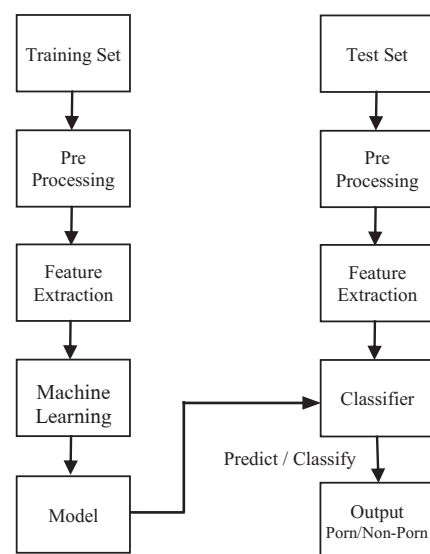 Training Set
Pre
Processing
Feature
Extraction
Machine
Learning
Model
Test Set
Pre
Processing
Feature
Extraction
Classifier
Predict / Classify
Output
Porn/Non-Porn